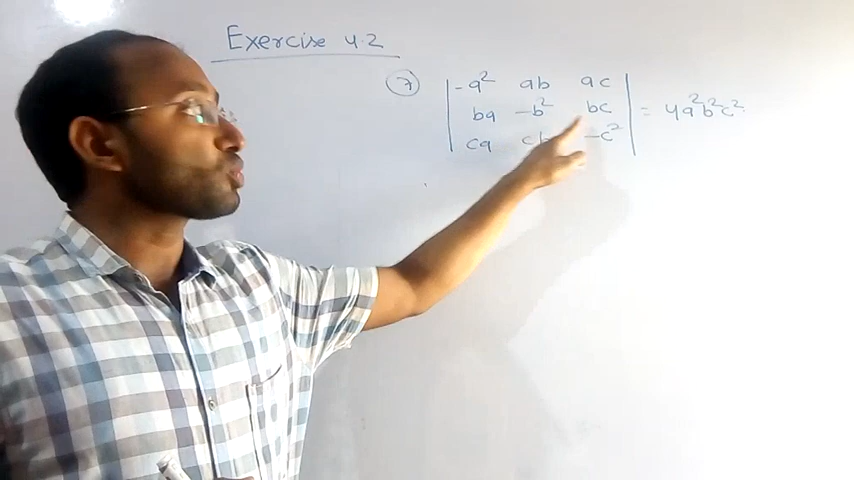 Exercise 4.2
7 | -a² ab ac |
| ba -b² bc | = 4a²b²c².
| ca cb -c² |